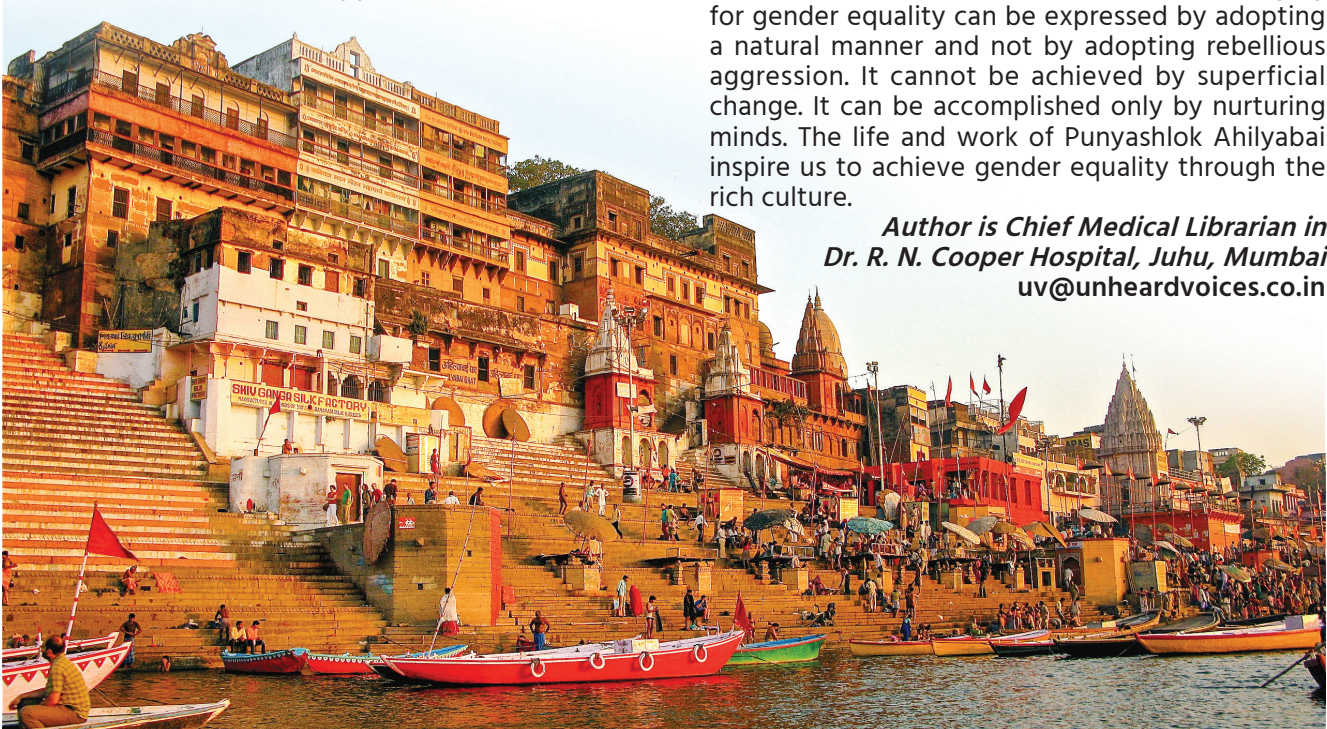 for gender equality can be expressed by adopting
a natural manner and not by adopting rebellious
aggression. It cannot be achieved by superficial
change. It can be accomplished only by nurturing
minds. The life and work of Punyashlok Ahilyabai
inspire us to achieve gender equality through the
rich culture.
Author is Chief Medical Librarian in
Dr. R. N. Cooper Hospital, Juhu, Mumbai
uv@unheardvoices.co.in
SHIV GANGA SILK FACTORY